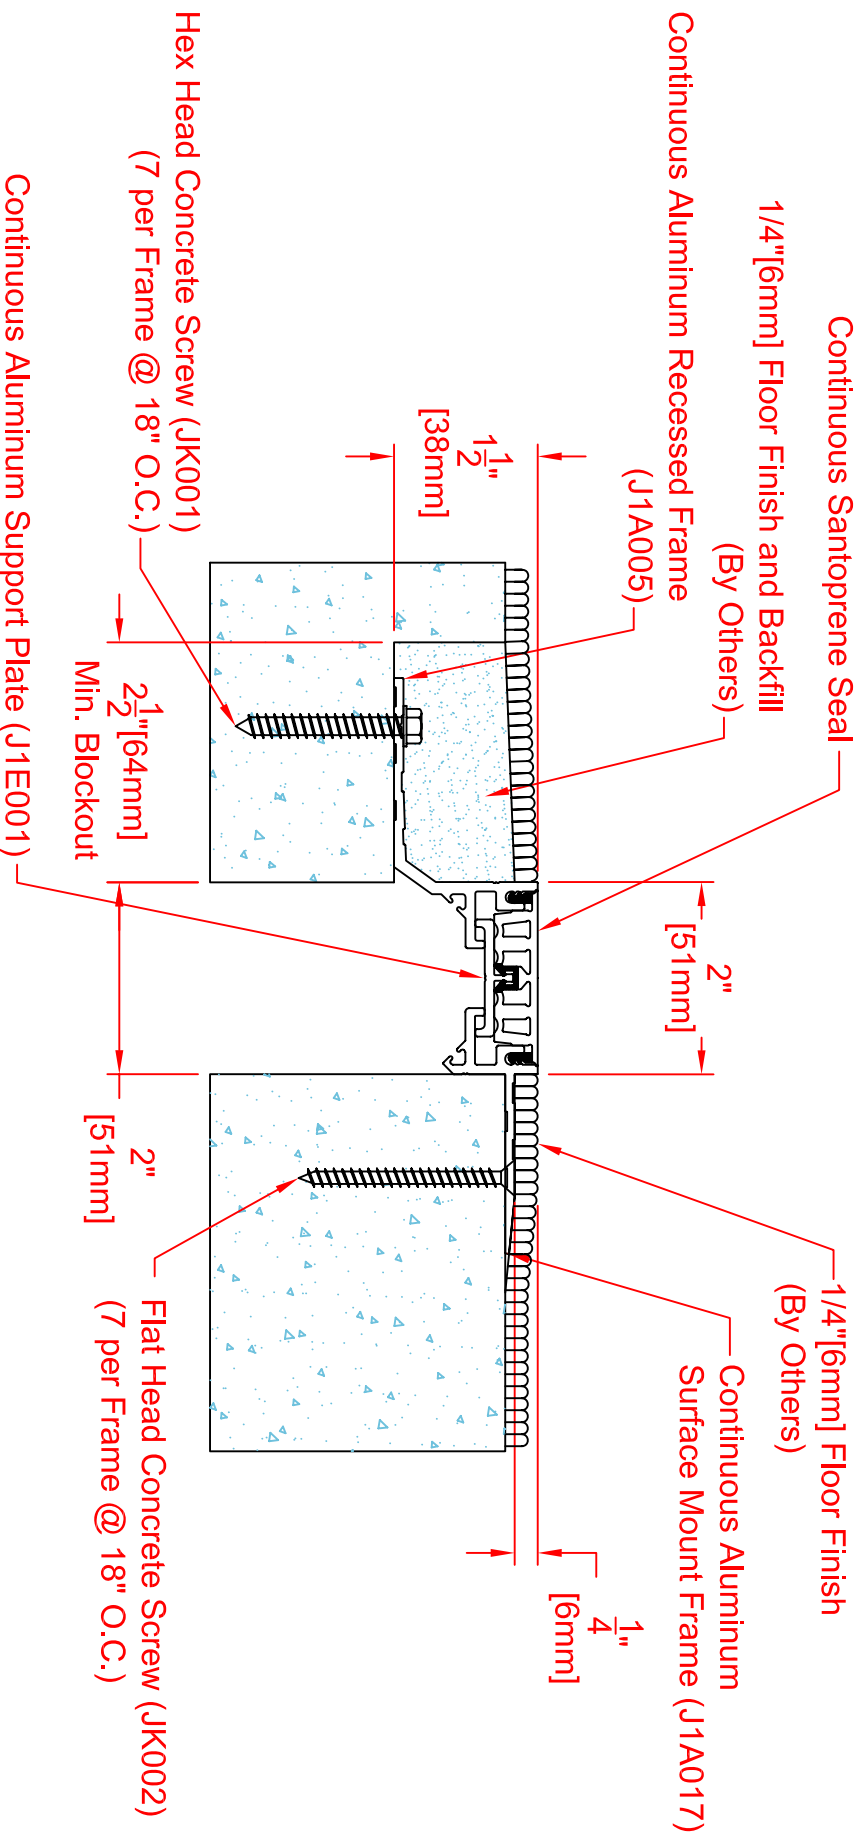 Continuous Santoprene Seal
1/4"[6mm] Floor Finish and Backfill
(By Others)
Continuous Aluminum Recessed Frame
(J1A005)
1 1/2"
[38mm]
2"
[51mm]
1/4"[6mm] Floor Finish
(By Others)
Continuous Aluminum
Surface Mount Frame (J1A017)
1/4"
[6mm]
Hex Head Concrete Screw (JK001)
(7 per Frame @ 18" O.C.)
2 1/2"[64mm]
Min. Blockout
2"
[51mm]
Flat Head Concrete Screw (JK002)
(7 per Frame @ 18" O.C.)
Continuous Aluminum Support Plate (J1E001)